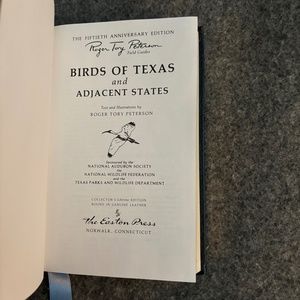 THE FIFTIETH ANNIVERSARY EDITION
Roger Tory Peterson
Field Guides
BIRDS OF TEXAS
and
ADJACENT STATES
Text and Illustrations by
ROGER TORY PETERSON
Sponsored by the
NATIONAL AUDUBON SOCIETY
the
NATIONAL WILDLIFE FEDERATION
and the
TEXAS PARKS AND WILDLIFE DEPARTMENT
COLLECTOR'S EDITION
BOUND IN GENUINE LEATHER
The Easton Press
NORWALK, CONNECTICUT